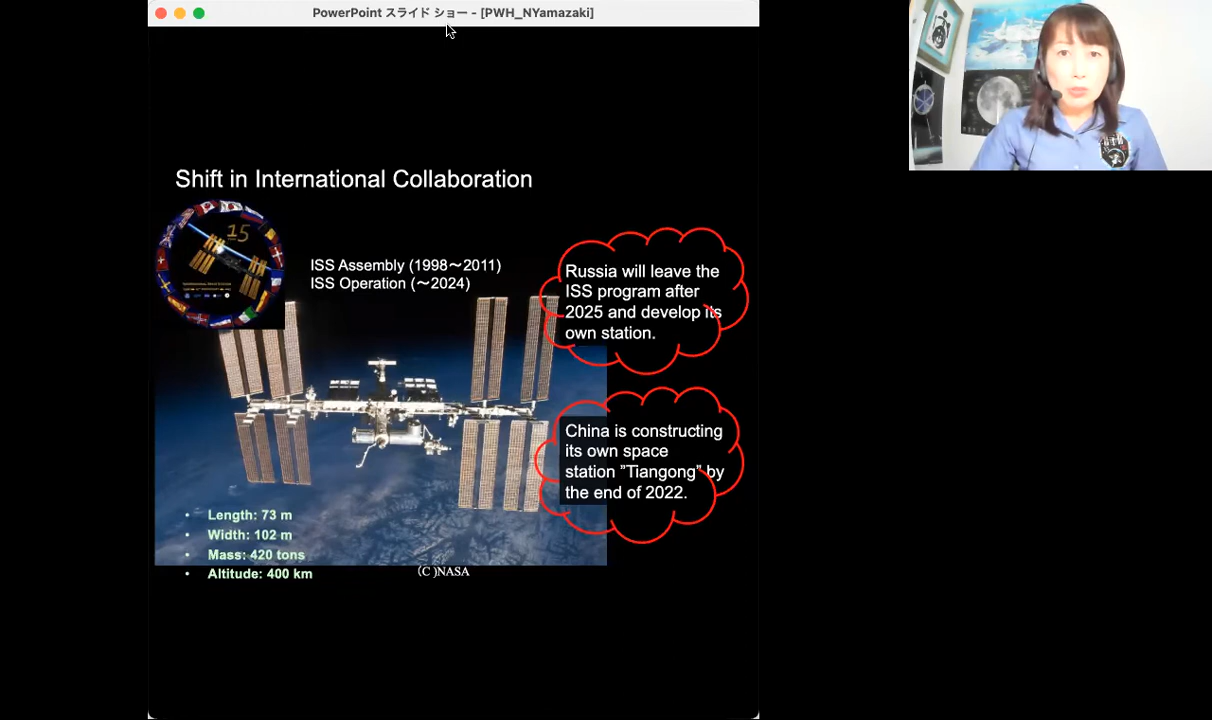 PowerPoint スライド ショー - [PWH_NYamazaki]
Shift in International Collaboration
15
ISS Assembly (1998〜2011)
ISS Operation (〜2024)
Russia will leave the
ISS program after
2025 and develop its
own station.
China is constructing
its own space
station ”Tiangong” by
the end of 2022.
• Length: 73 m
• Width: 102 m
• Mass: 420 tons
• Altitude: 400 km
(C )NASA